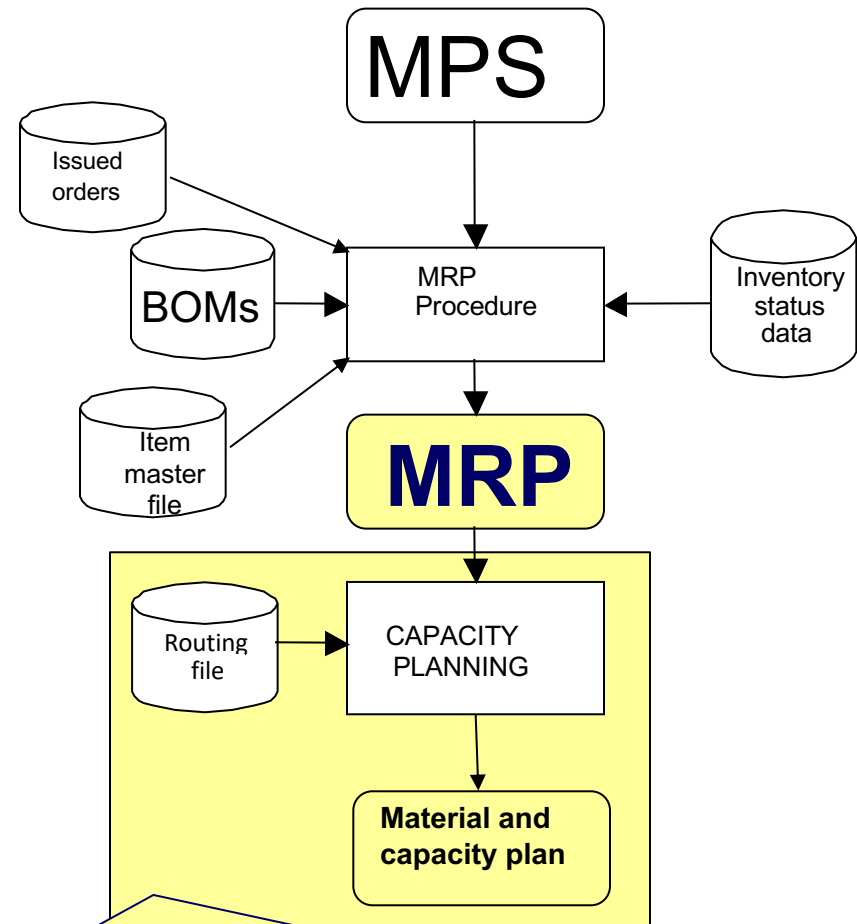 MPS
Issued
orders
BOMs
MRP
Procedure
Inventory
status
data
Item
master
file
MRP
Routing
file
CAPACITY
PLANNING
Material and
capacity plan